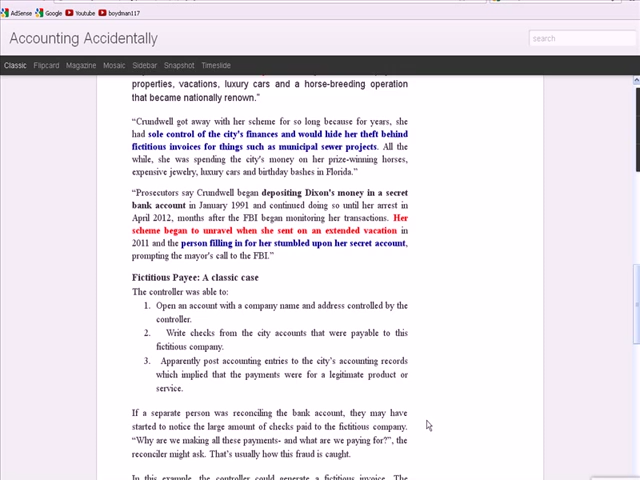 AdSense Google Youtube boydman117
Accounting Accidentally
search
Classic Flipcard Magazine Mosaic Sidebar Snapshot Timeslide
properties, vacations, luxury cars and a horse-breeding operation
that became nationally renown.”
“Crundwell got away with her scheme for so long because for years, she
had sole control of the city's finances and would hide her theft behind
fictitious invoices for things such as municipal sewer projects. All the
while, she was spending the city's money on her prize-winning horses,
expensive jewelry, luxury cars and birthday bashes in Florida.”
“Prosecutors say Crundwell began depositing Dixon's money in a secret
bank account in January 1991 and continued doing so until her arrest in
April 2012, months after the FBI began monitoring her transactions. Her
scheme began to unravel when she sent on an extended vacation in
2011 and the person filling in for her stumbled upon her secret account,
prompting the mayor's call to the FBI.”
Fictitious Payee: A classic case
The controller was able to:
1. Open an account with a company name and address controlled by the
controller.
2. Write checks from the city accounts that were payable to this
fictitious company.
3. Apparently post accounting entries to the city's accounting records
which implied that the payments were for a legitimate product or
service.
If a separate person was reconciling the bank account, they may have
started to notice the large amount of checks paid to the fictitious company.
“Why are we making all these payments- and what are we paying for?”, the
reconciler might ask. That's usually how this fraud is caught.
In this example, the controller could generate a fictitious invoice. The